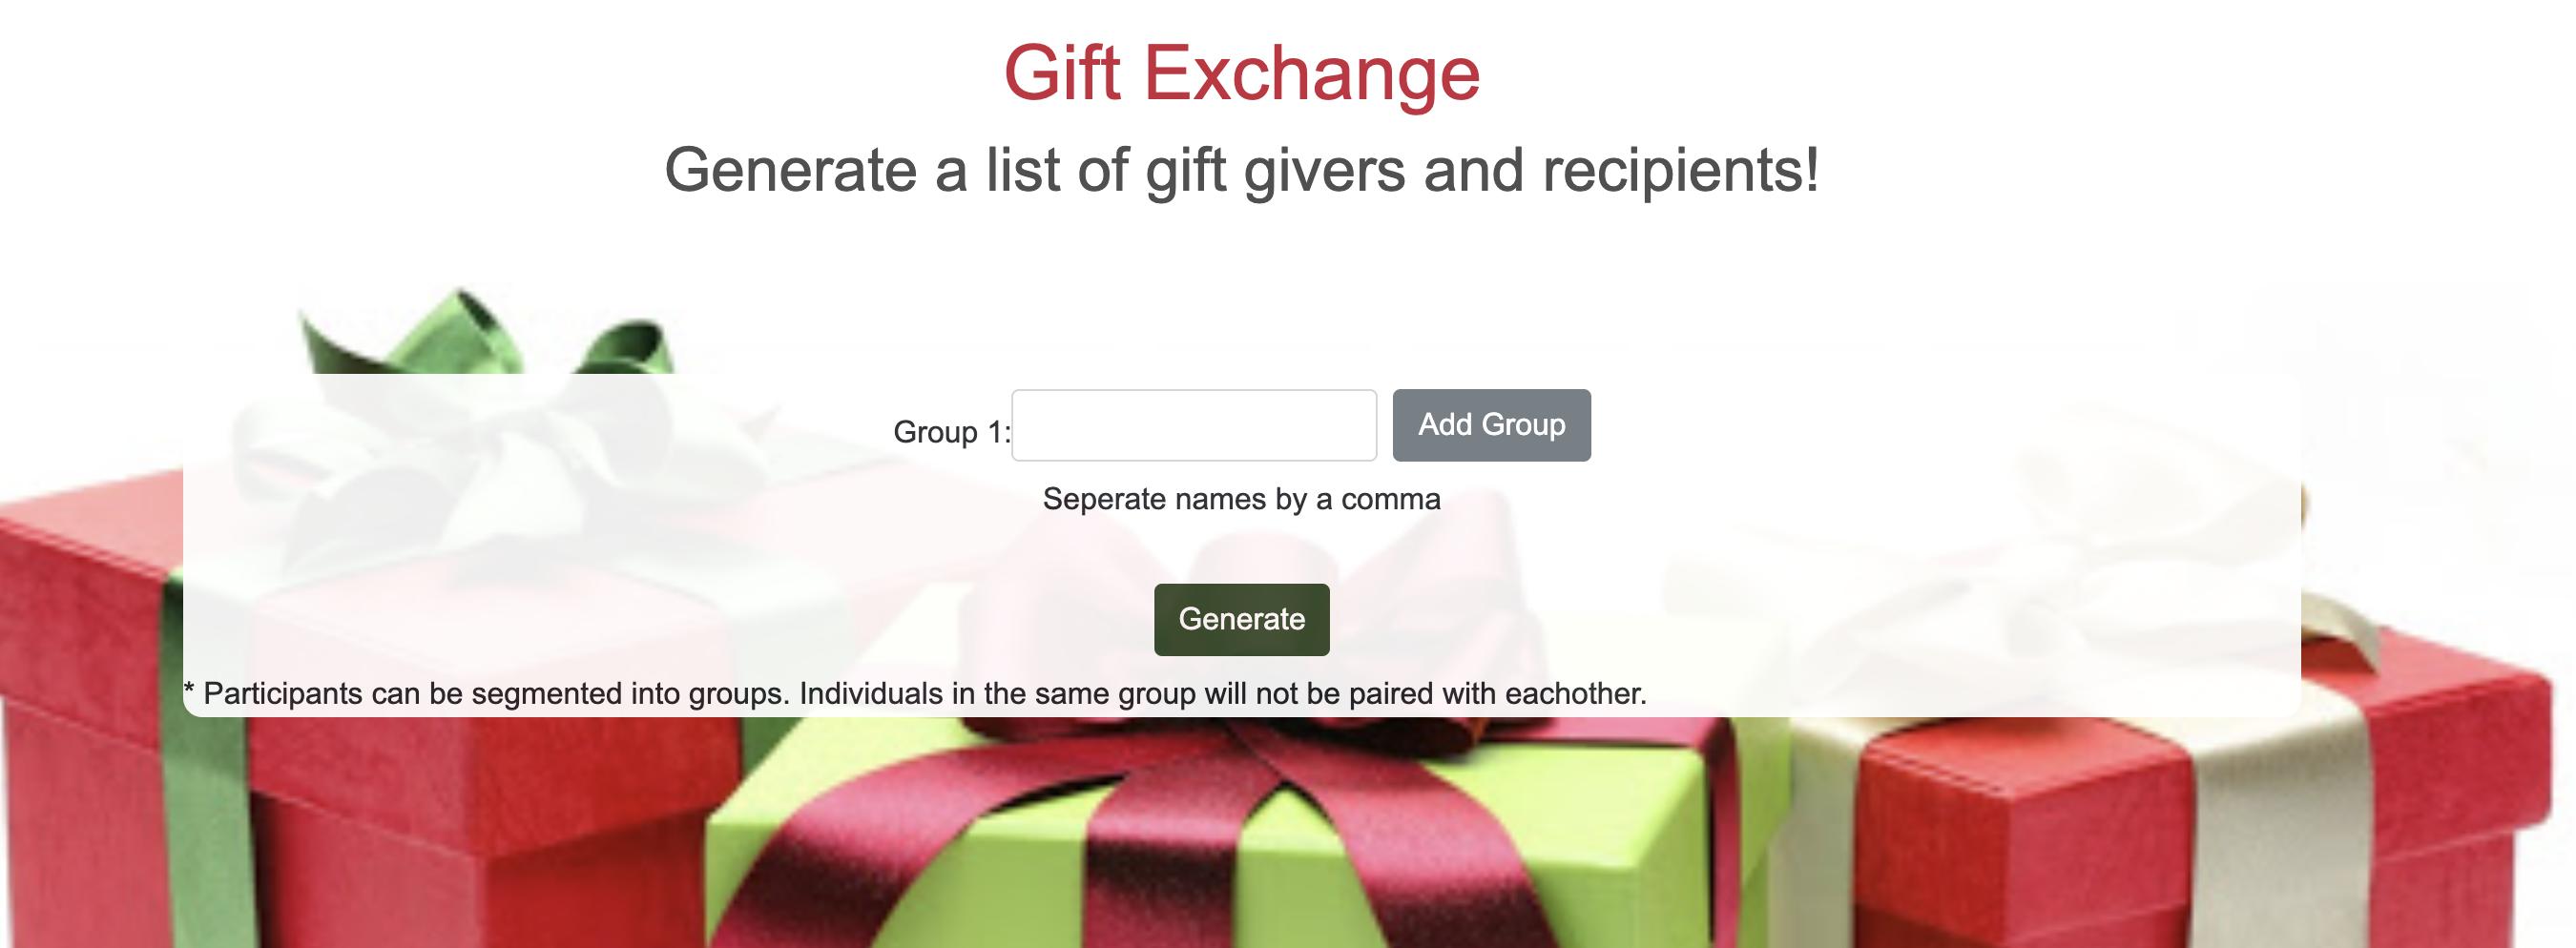 Gift Exchange
Generate a list of gift givers and recipients!
Group 1: Add Group
Seperate names by a comma
Generate
* Participants can be segmented into groups. Individuals in the same group will not be paired with eachother.